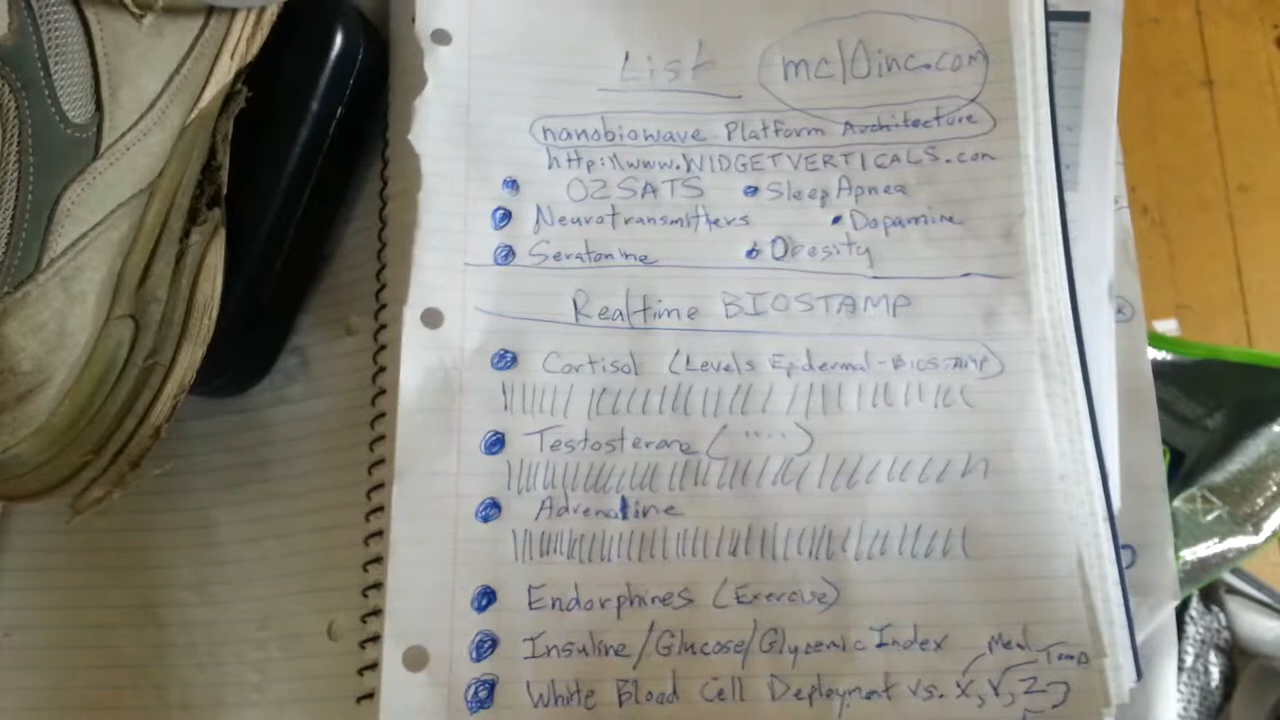 List mc10inc.com
nanobiowave Platform Architecture
http://www.WIDGETVERTICALS.com
O2SATS • Sleep Apnea
Neurotransmitters • Dopamine
Seratonine • Obesity
Realtime BIOSTAMP
Cortisol (Levels Epidermal-BIOSTAMP)
Testosterone (" " " ")
Adrenaline
Endorphines (Exercise)
Insuline/Glucose/Glycemic Index
Meal Temp
White Blood Cell Deployment vs. X, Y, Z